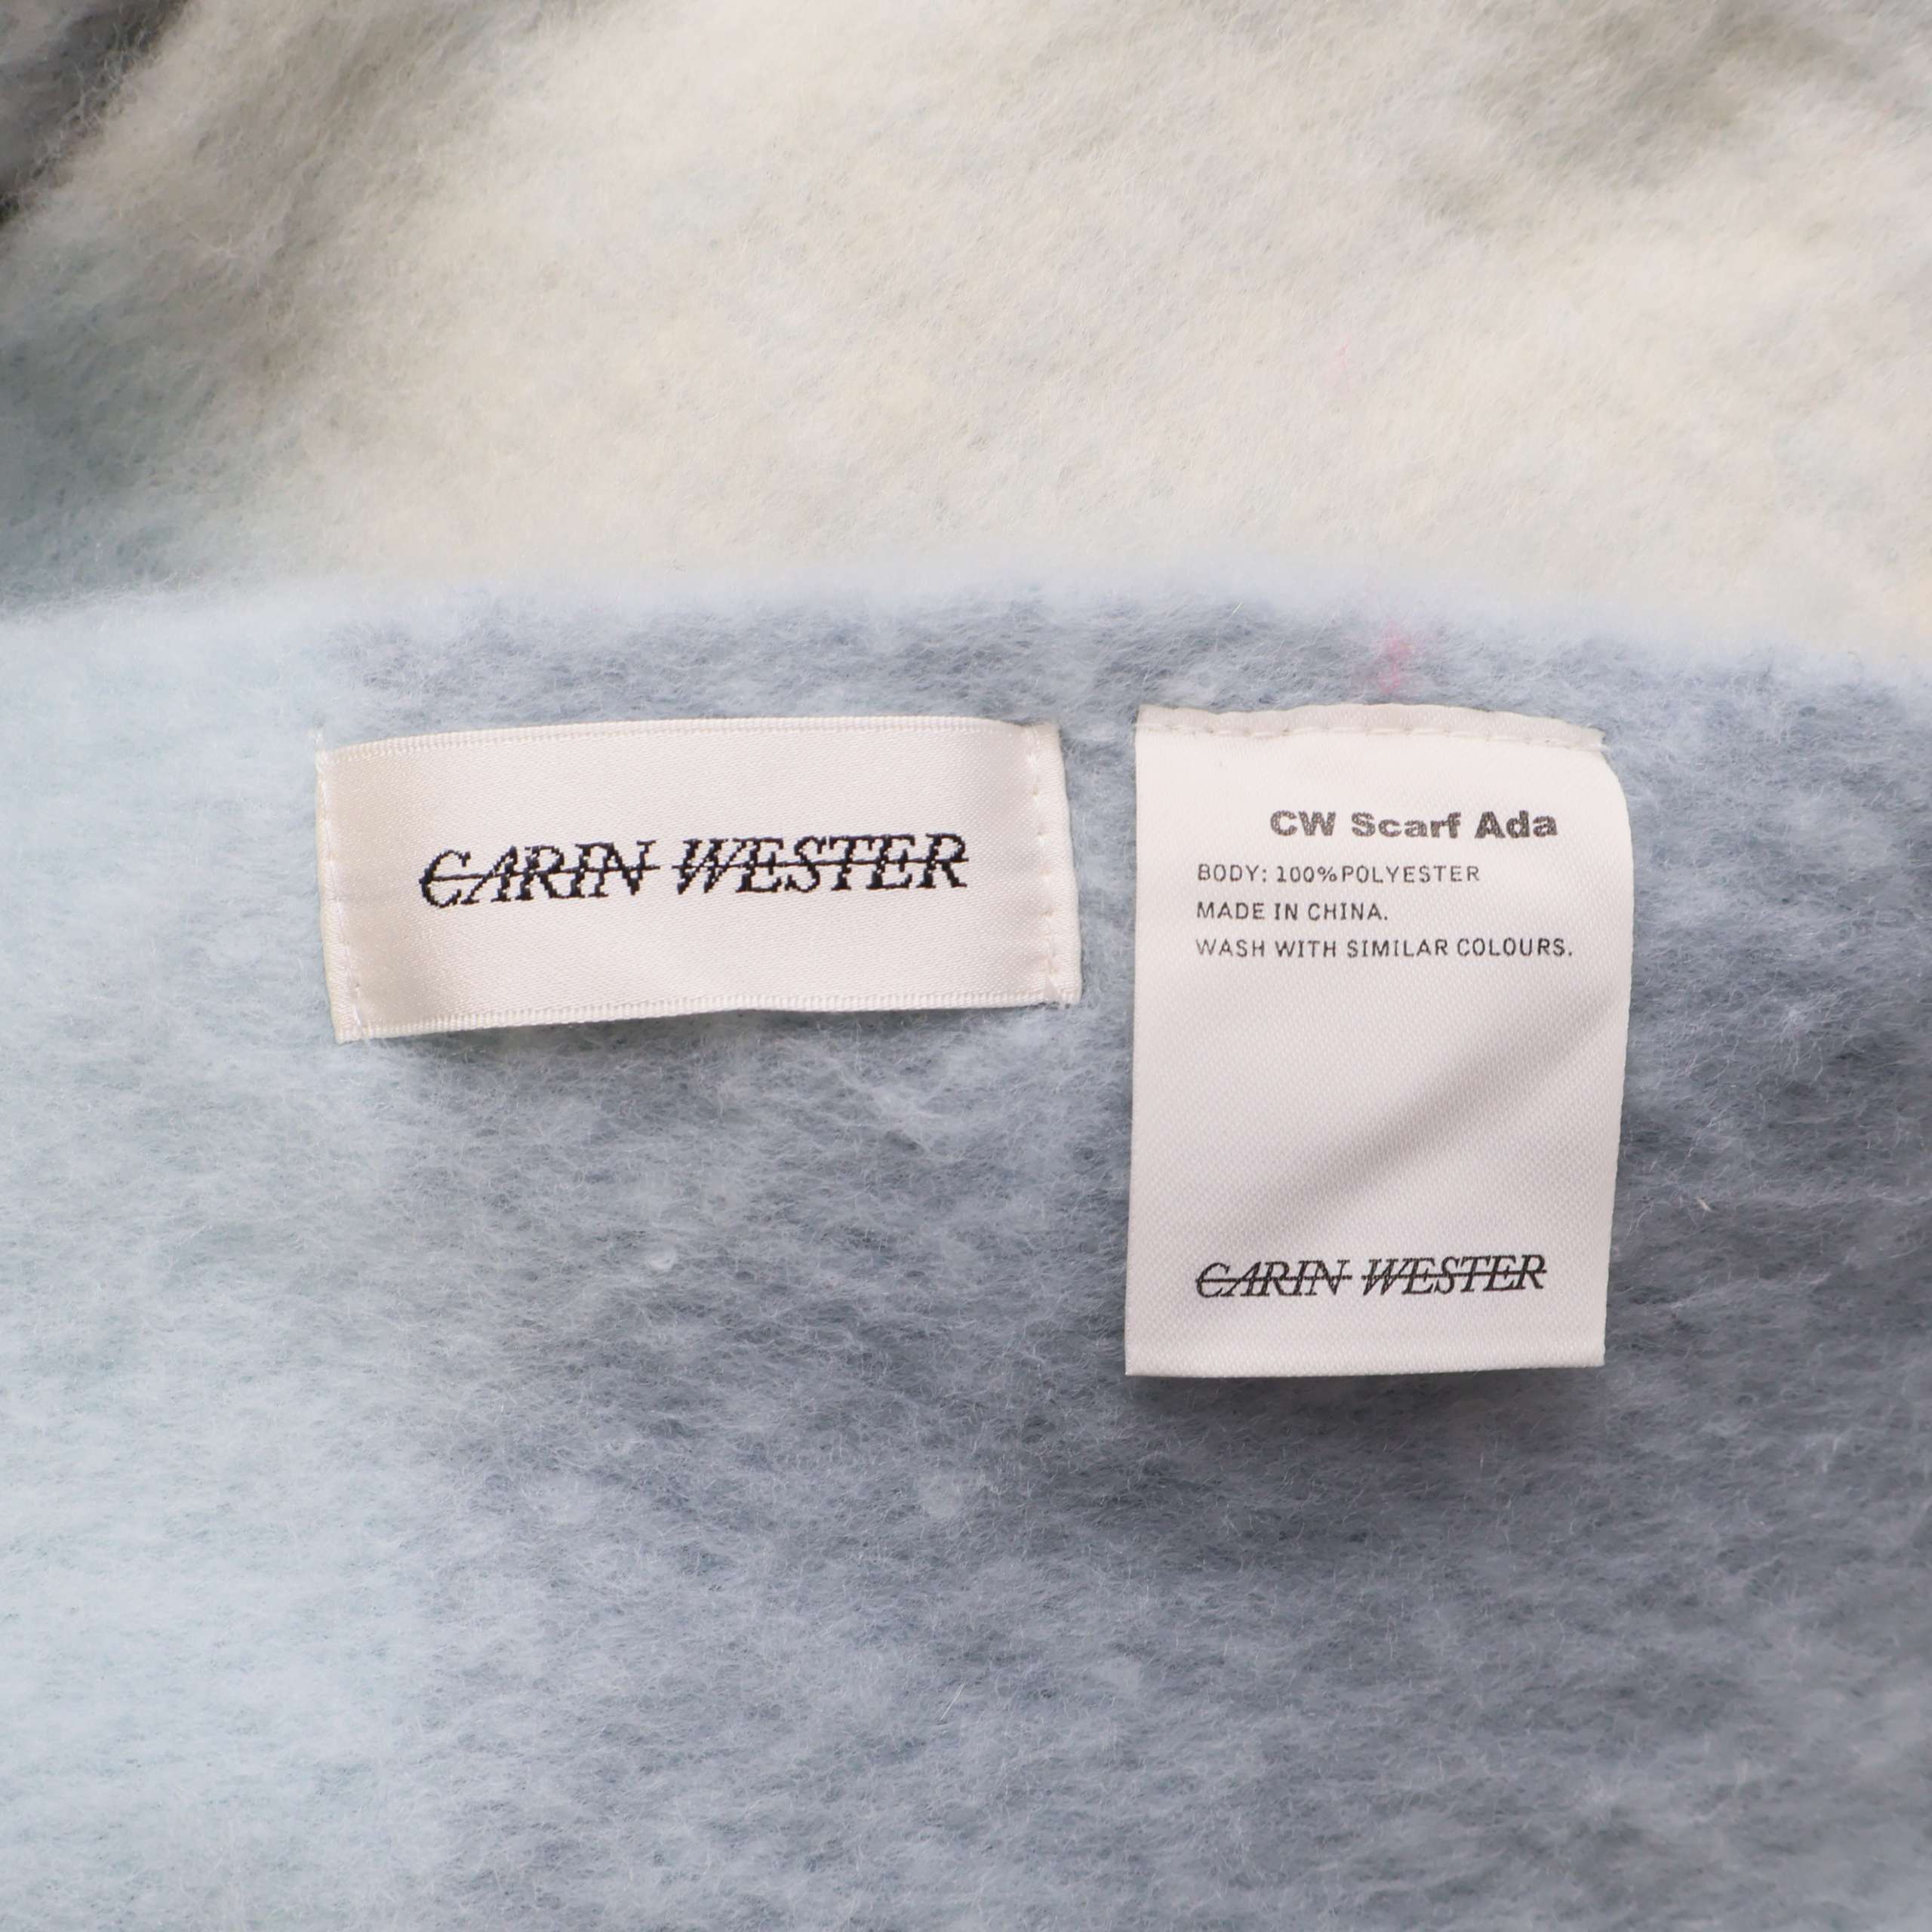 CARIN WESTER
CW Scarf Ada
BODY: 100%POLYESTER
MADE IN CHINA.
WASH WITH SIMILAR COLOURS.
CARIN WESTER